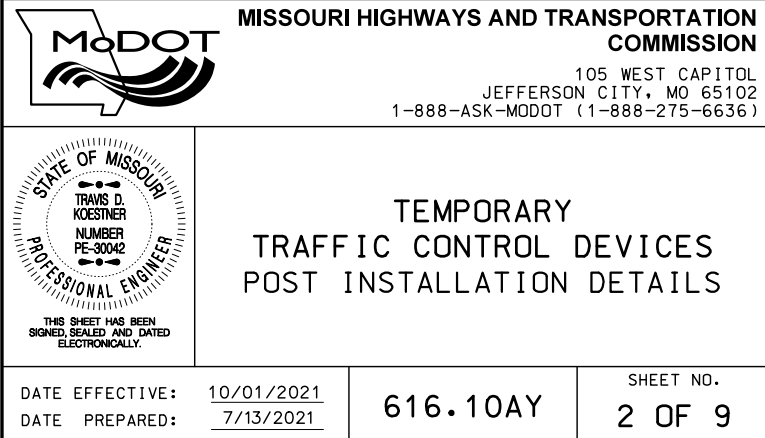 MoDOT
MISSOURI HIGHWAYS AND TRANSPORTATION
COMMISSION
105 WEST CAPITOL
JEFFERSON CITY, MO 65102
1-888-ASK-MODOT (1-888-275-6636)
STATE OF MISSOURI
TRAVIS D.
KOESTNER
NUMBER
PE-30042
PROFESSIONAL ENGINEER
THIS SHEET HAS BEEN
SIGNED, SEALED AND DATED
ELECTRONICALLY.
TEMPORARY
TRAFFIC CONTROL DEVICES
POST INSTALLATION DETAILS
DATE EFFECTIVE: 10/01/2021
DATE PREPARED: 7/13/2021
616.10AY
SHEET NO.
2 OF 9